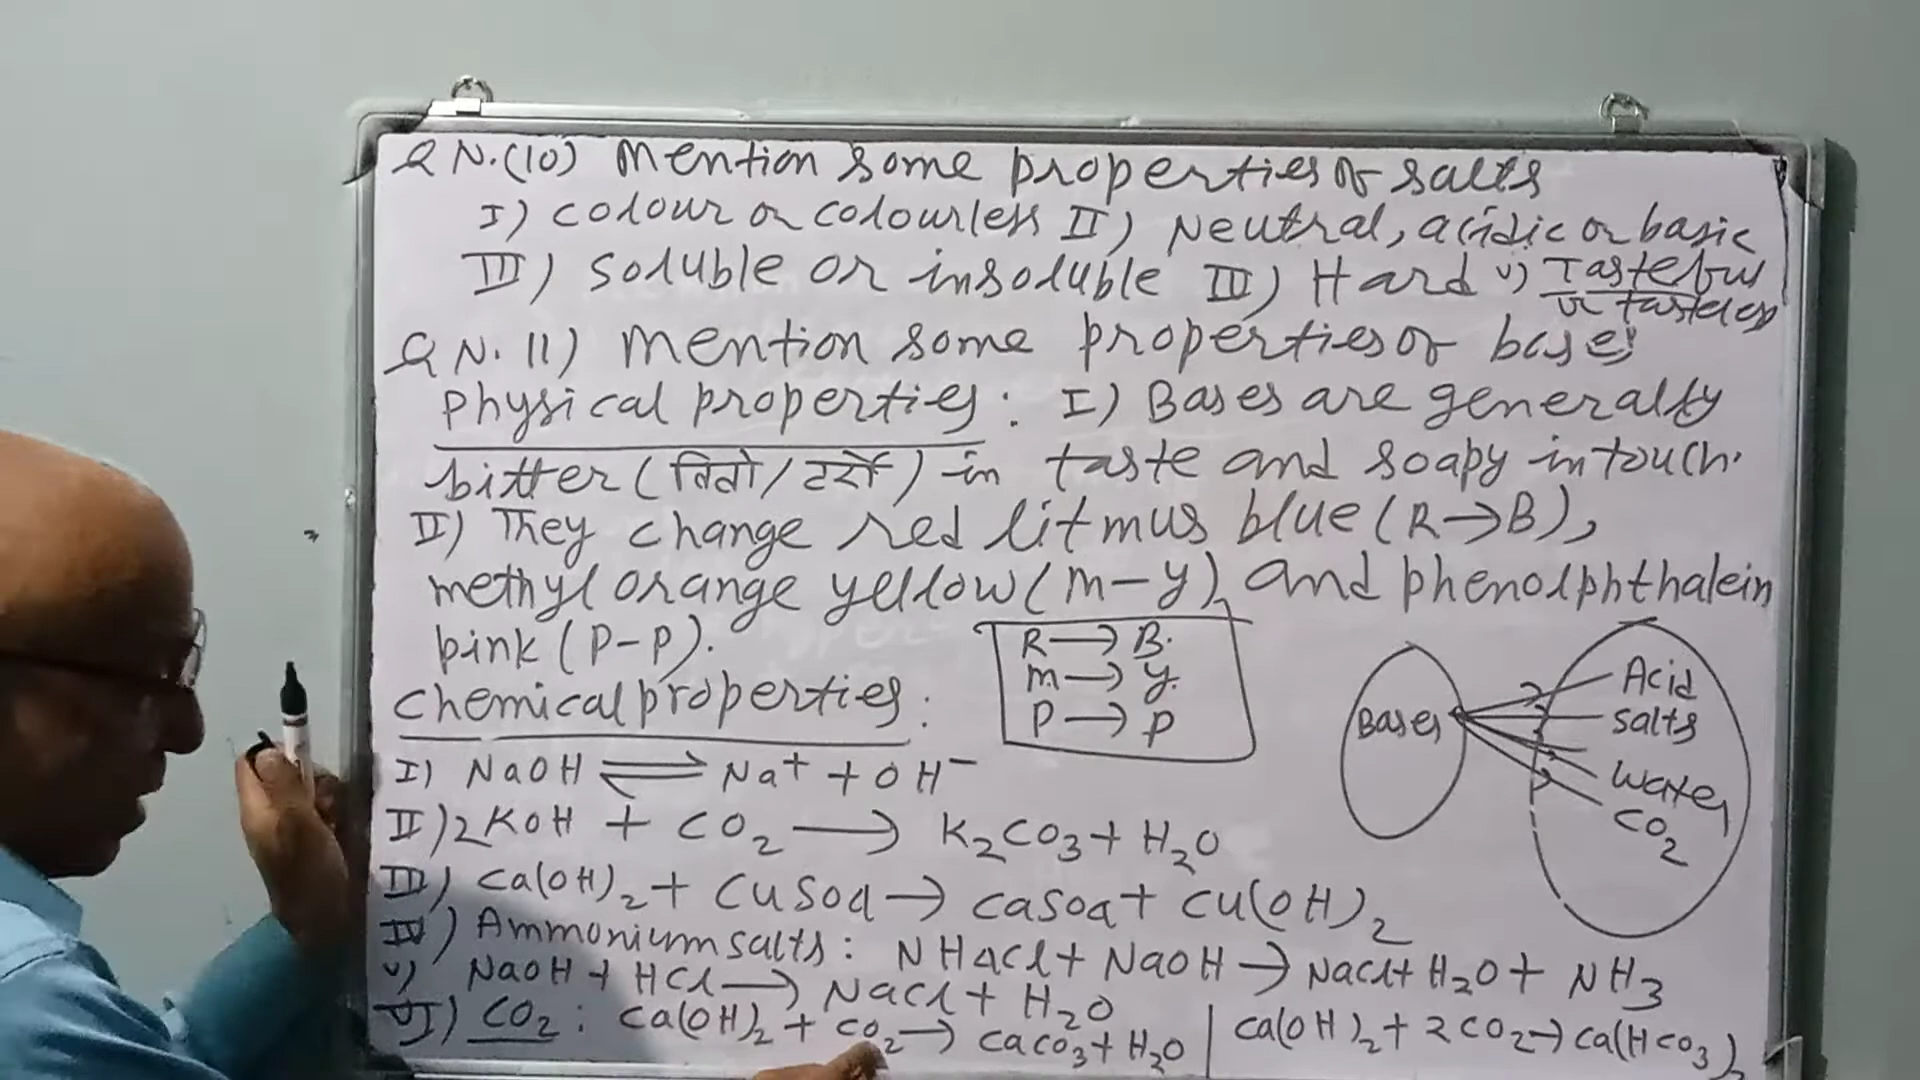 Q N.(10) Mention some properties of salts
I) colour or colourless II) Neutral, acidic or basic
III) soluble or insoluble III) Hard v) Tasteful
or tasteless
Q N. 11) Mention some properties of bases
Physical properties: I) Bases are generally
bitter (तितो/टर्रो) in taste and soapy in touch.
II) They change red litmus blue (R→B),
methyl orange yellow (m-y), and phenolphthalein
pink (P-P).
R→B.
m→y.
P→P
Chemical properties:
Bases
Acid
salts
Water
CO2
I) NaOH ⇌ Na⁺ + OH⁻
II) 2KOH + CO2 → K2CO3 + H2O
III) Ca(OH)2 + CuSO4 → CaSO4 + Cu(OH)2
IV) Ammonium salts: NH4Cl + NaOH → NaCl + H2O + NH3
V) NaOH + HCl → NaCl + H2O
VI) CO2: Ca(OH)2 + CO2 → CaCO3 + H2O | Ca(OH)2 + 2CO2 → Ca(HCO3)2